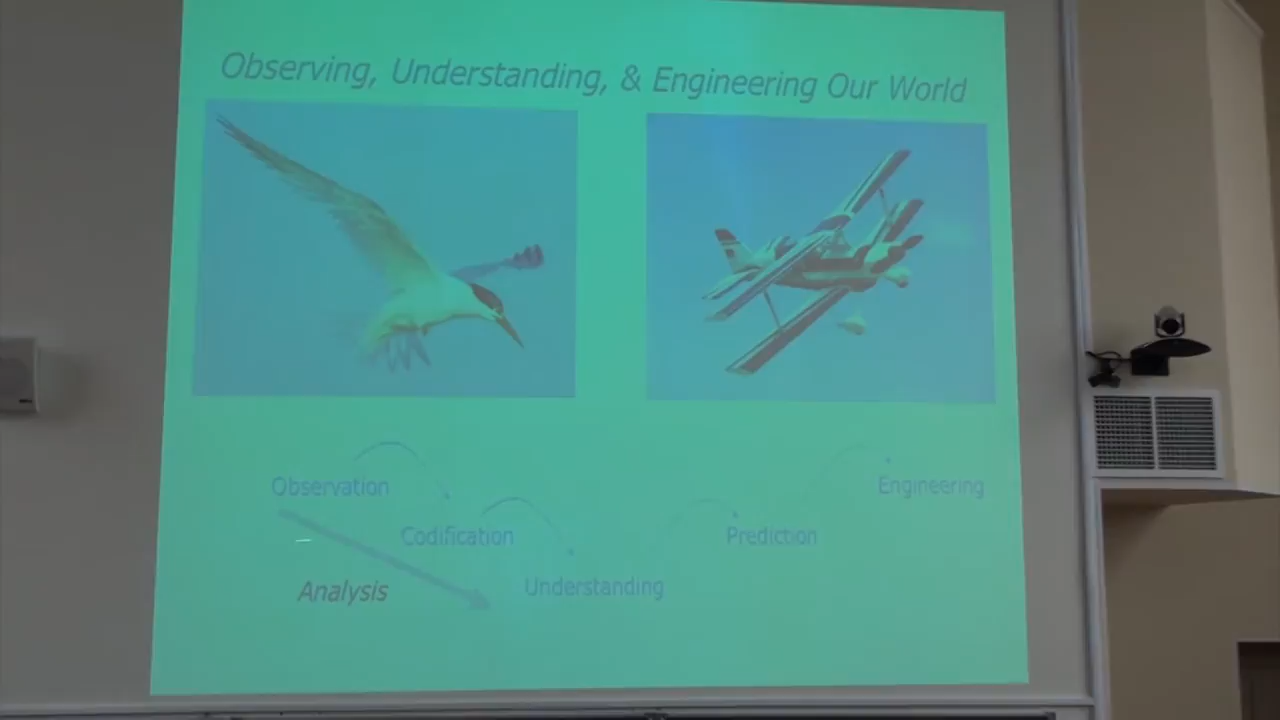 Observing, Understanding, & Engineering Our World
Observation
Engineering
Codification
Prediction
Understanding
Analysis